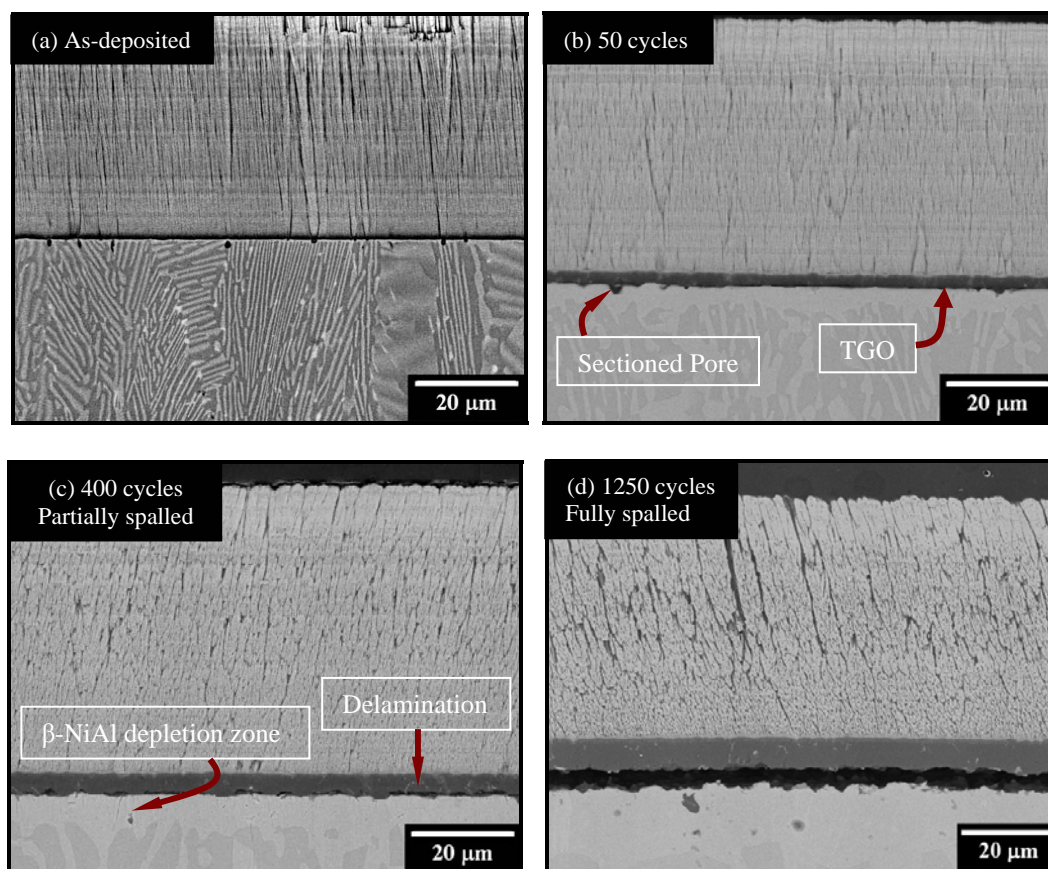 (a) As-deposited
20 μm
(b) 50 cycles
Sectioned Pore
TGO
20 μm
(c) 400 cycles
Partially spalled
Delamination
β-NiAl depletion zone
20 μm
(d) 1250 cycles
Fully spalled
20 μm